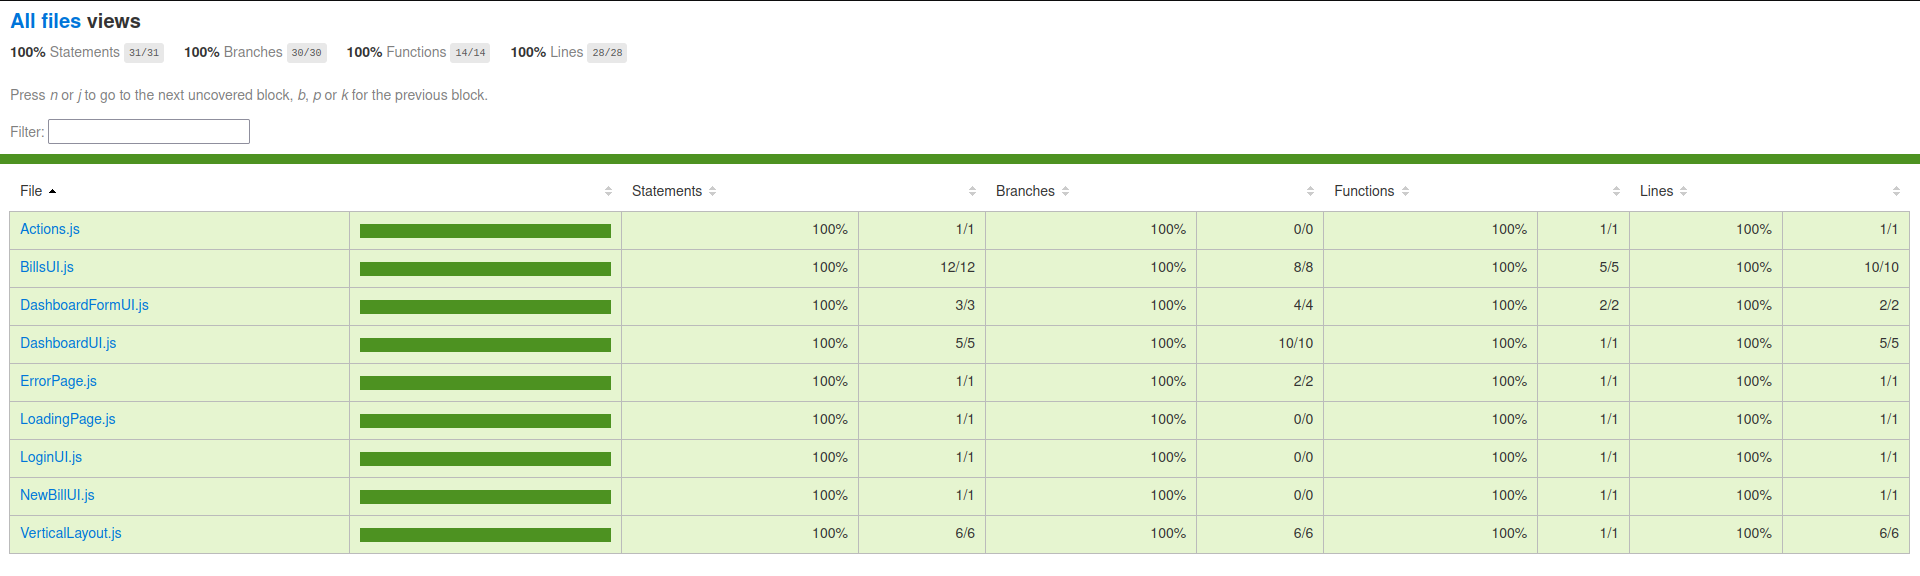 All files views
100% Statements 31/31 100% Branches 30/30 100% Functions 14/14 100% Lines 28/28
Press n or j to go to the next uncovered block, b, p or k for the previous block.
Filter:
File Statements Branches Functions Lines
Actions.js 100% 1/1 100% 0/0 100% 1/1 100% 1/1
BillsUI.js 100% 12/12 100% 8/8 100% 5/5 100% 10/10
DashboardFormUI.js 100% 3/3 100% 4/4 100% 2/2 100% 2/2
DashboardUI.js 100% 5/5 100% 10/10 100% 1/1 100% 5/5
ErrorPage.js 100% 1/1 100% 2/2 100% 1/1 100% 1/1
LoadingPage.js 100% 1/1 100% 0/0 100% 1/1 100% 1/1
LoginUI.js 100% 1/1 100% 0/0 100% 1/1 100% 1/1
NewBillUI.js 100% 1/1 100% 0/0 100% 1/1 100% 1/1
VerticalLayout.js 100% 6/6 100% 6/6 100% 1/1 100% 6/6